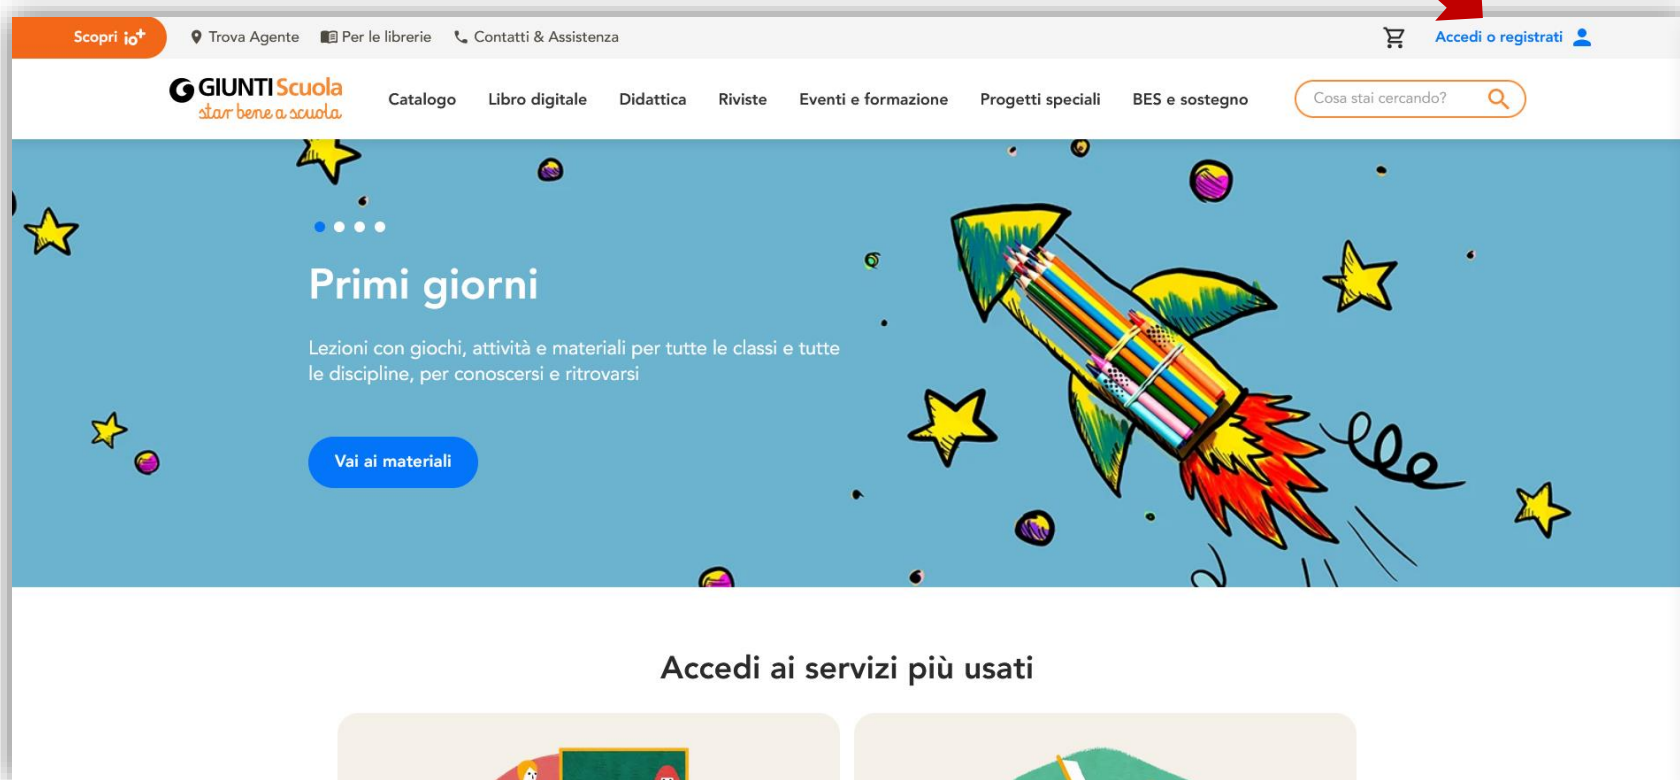 Scopri io+
Trova Agente
Per le librerie
Contatti & Assistenza
Accedi o registrati
GIUNTI Scuola
star bene a scuola
Catalogo
Libro digitale
Didattica
Riviste
Eventi e formazione
Progetti speciali
BES e sostegno
Cosa stai cercando?
Primi giorni
Lezioni con giochi, attività e materiali per tutte le classi e tutte
le discipline, per conoscersi e ritrovarsi
Vai ai materiali
Accedi ai servizi più usati